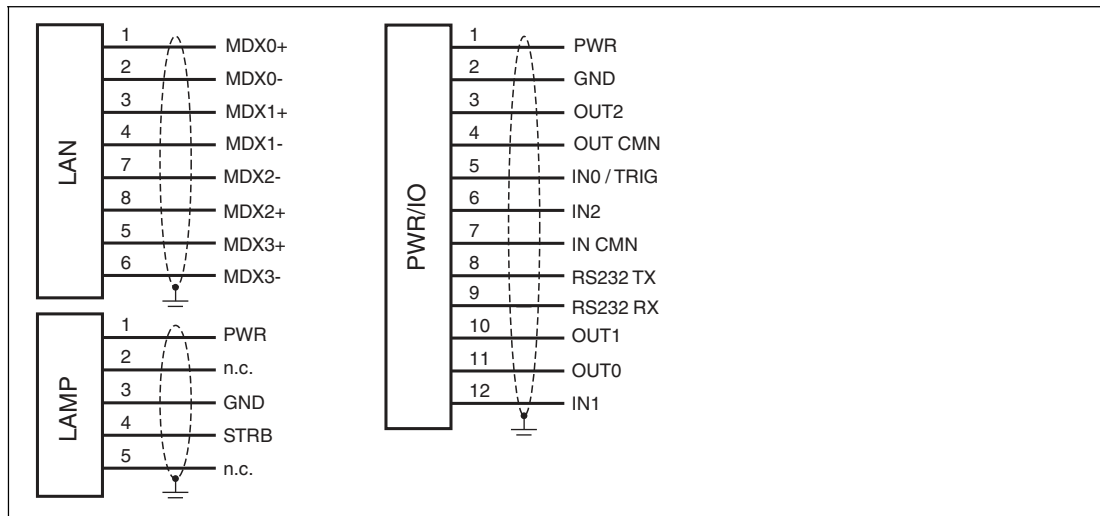 LAN
1 MDX0+
2 MDX0-
3 MDX1+
4 MDX1-
7 MDX2-
8 MDX2+
5 MDX3+
6 MDX3-
LAMP
1 PWR
2 n.c.
3 GND
4 STRB
5 n.c.
PWR/IO
1 PWR
2 GND
3 OUT2
4 OUT CMN
5 IN0 / TRIG
6 IN2
7 IN CMN
8 RS232 TX
9 RS232 RX
10 OUT1
11 OUT0
12 IN1